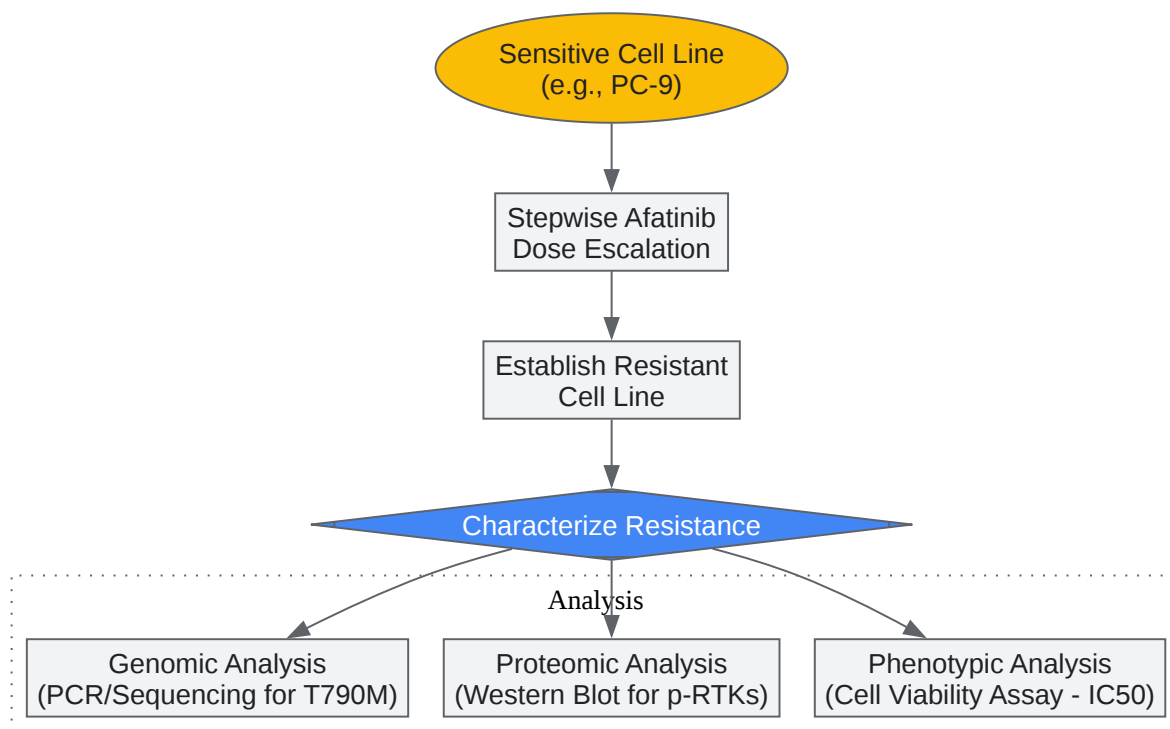 Sensitive Cell Line
(e.g., PC-9)
Stepwise Afatinib
Dose Escalation
Establish Resistant
Cell Line
Characterize Resistance
Analysis
Genomic Analysis
(PCR/Sequencing for T790M)
Proteomic Analysis
(Western Blot for p-RTKs)
Phenotypic Analysis
(Cell Viability Assay - IC50)